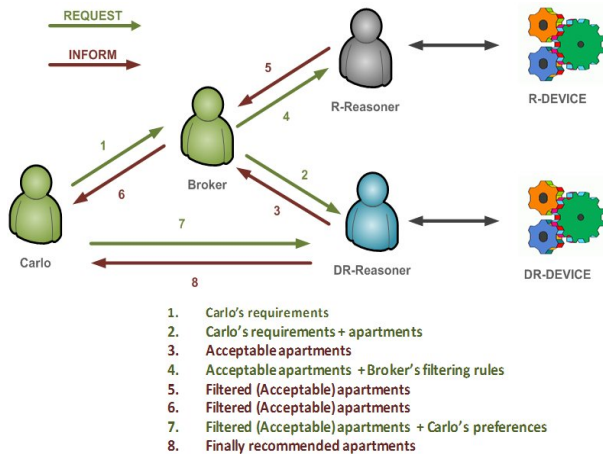 REQUEST
INFORM
5
4
R-Reasoner
R-DEVICE
1
6
Broker
2
3
7
8
Carlo
DR-Reasoner
DR-DEVICE
1. Carlo's requirements
2. Carlo's requirements + apartments
3. Acceptable apartments
4. Acceptable apartments + Broker's filtering rules
5. Filtered (Acceptable) apartments
6. Filtered (Acceptable) apartments
7. Filtered (Acceptable) apartments + Carlo's preferences
8. Finally recommended apartments